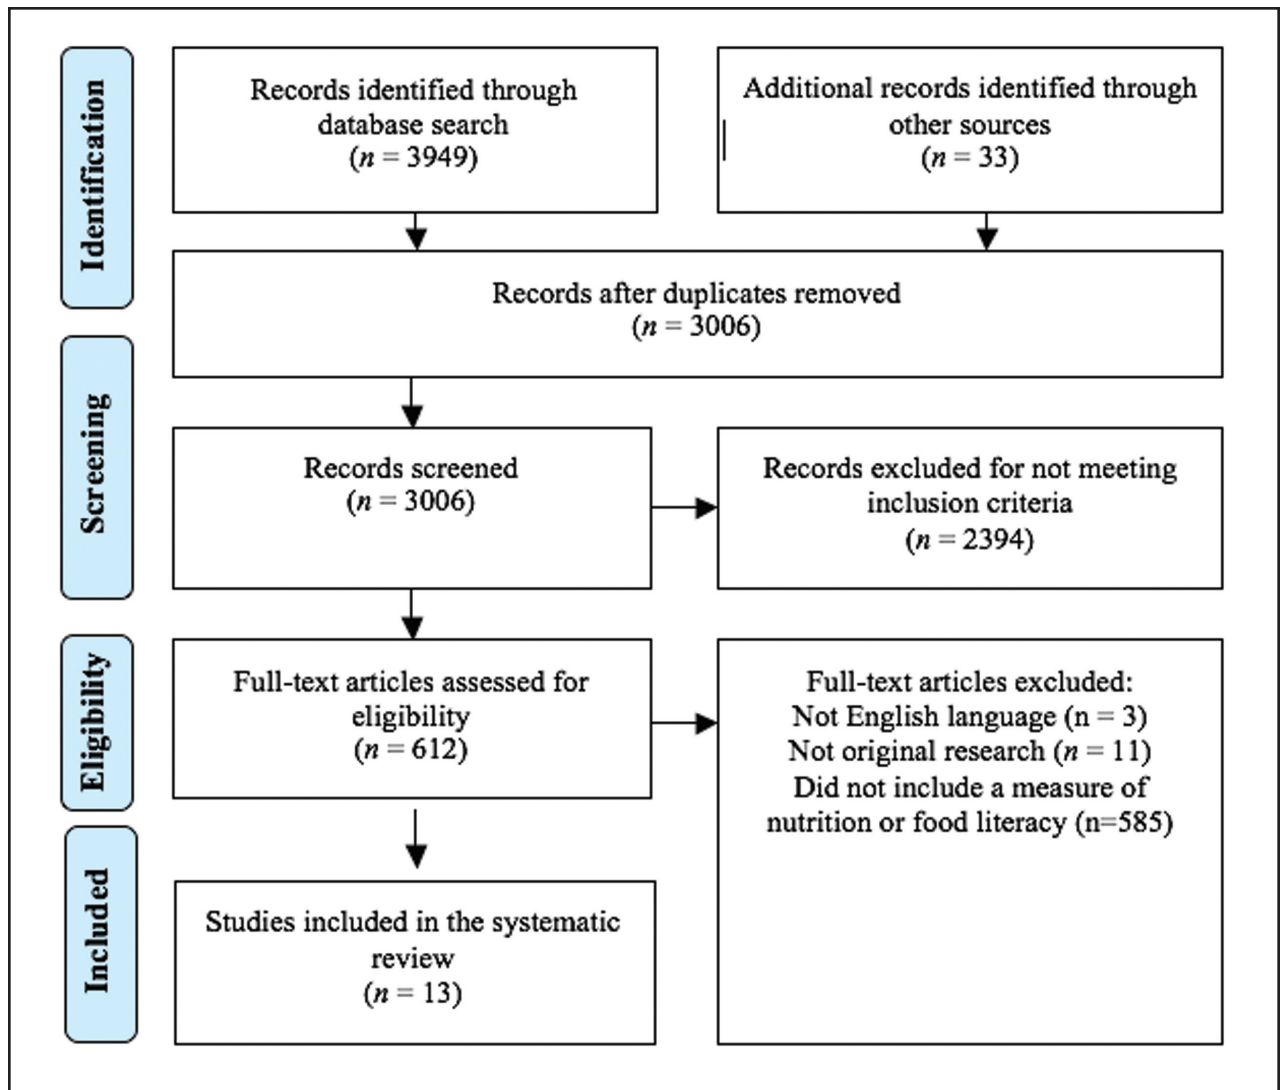 Identification
Records identified through
database search
(n = 3949)
Additional records identified through
other sources
(n = 33)
Records after duplicates removed
(n = 3006)
Screening
Records screened
(n = 3006)
Records excluded for not meeting
inclusion criteria
(n = 2394)
Eligibility
Full-text articles assessed for
eligibility
(n = 612)
Full-text articles excluded:
Not English language (n = 3)
Not original research (n = 11)
Did not include a measure of
nutrition or food literacy (n=585)
Included
Studies included in the systematic
review
(n = 13)